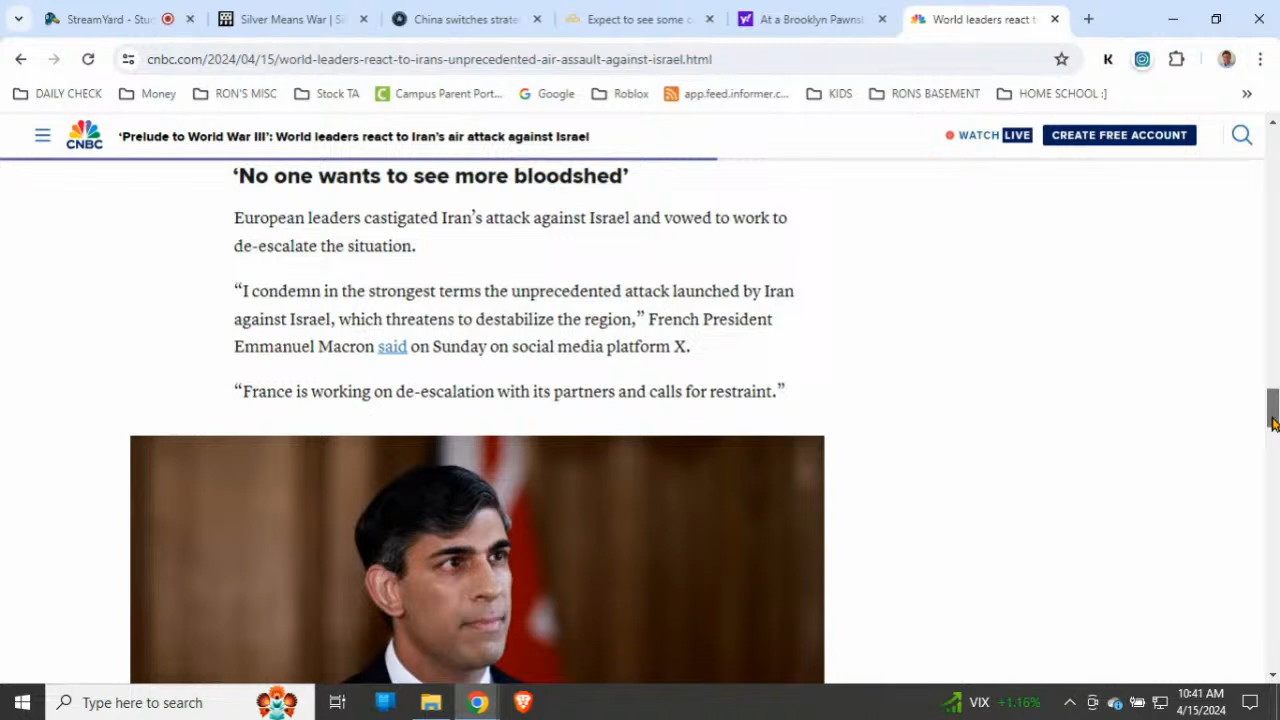 StreamYard - Stu
Silver Means War | Si
China switches strate
Expect to see some c
At a Brooklyn Pawnsh
World leaders react t
cnbc.com/2024/04/15/world-leaders-react-to-irans-unprecedented-air-assault-against-israel.html
K
DAILY CHECK
Money
RON'S MISC
Stock TA
Campus Parent Port...
Google
Roblox
app.feed.informer.c...
KIDS
RONS BASEMENT
HOME SCHOOL :]
»
CNBC
‘Prelude to World War III’: World leaders react to Iran’s air attack against Israel
WATCH LIVE
CREATE FREE ACCOUNT
‘No one wants to see more bloodshed’
European leaders castigated Iran’s attack against Israel and vowed to work to
de-escalate the situation.
“I condemn in the strongest terms the unprecedented attack launched by Iran
against Israel, which threatens to destabilize the region,” French President
Emmanuel Macron said on Sunday on social media platform X.
“France is working on de-escalation with its partners and calls for restraint.”
Type here to search
VIX +1.16%
10:41 AM
4/15/2024